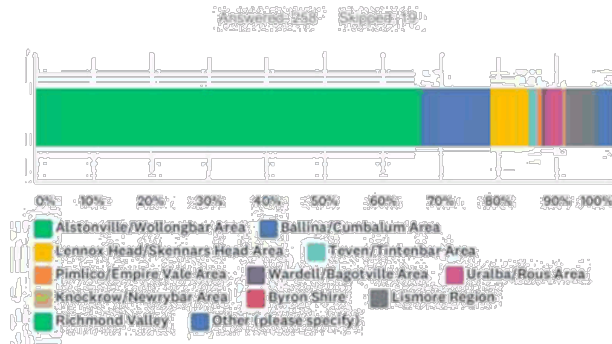 Answered: 258 Skipped: 19
0% 10% 20% 30% 40% 50% 60% 70% 80% 90% 100%
Alstonville/Wollongbar Area Ballina/Cumbalum Area
Lennox Head/Skennars Head Area Teven/Tintenbar Area
Pimlico/Empire Vale Area Wardell/Bagotville Area Uralba/Rous Area
Knockrow/Newrybar Area Byron Shire Lismore Region
Richmond Valley Other (please specify)